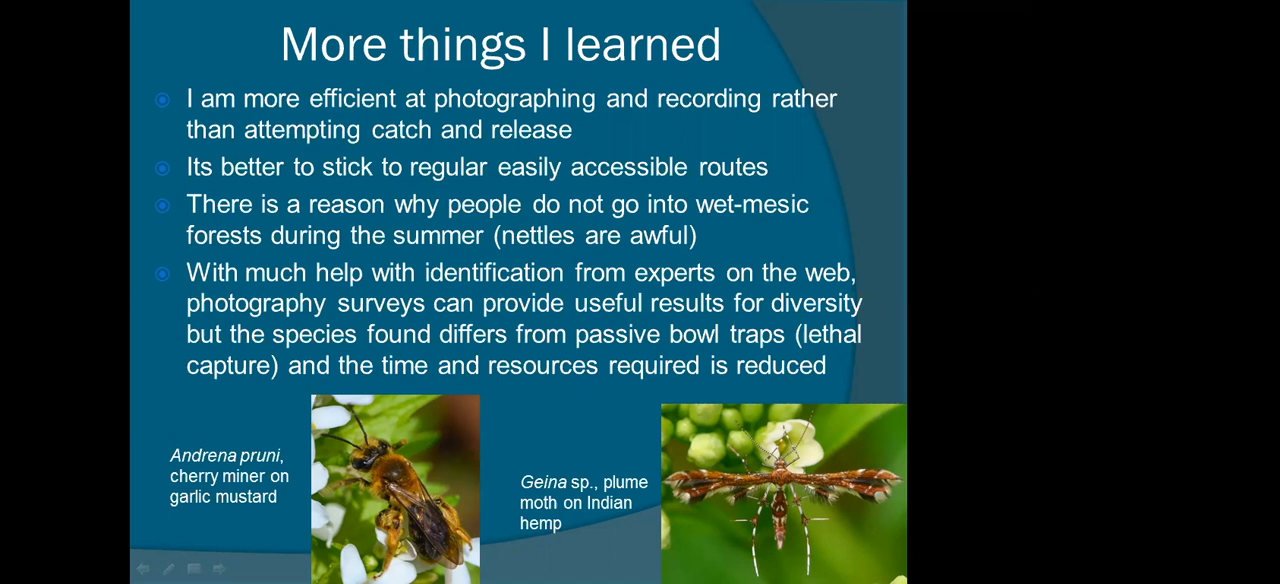 More things I learned
I am more efficient at photographing and recording rather
than attempting catch and release
Its better to stick to regular easily accessible routes
There is a reason why people do not go into wet-mesic
forests during the summer (nettles are awful)
With much help with identification from experts on the web,
photography surveys can provide useful results for diversity
but the species found differs from passive bowl traps (lethal
capture) and the time and resources required is reduced
Andrena pruni,
cherry miner on
garlic mustard
Geina sp., plume
moth on Indian
hemp